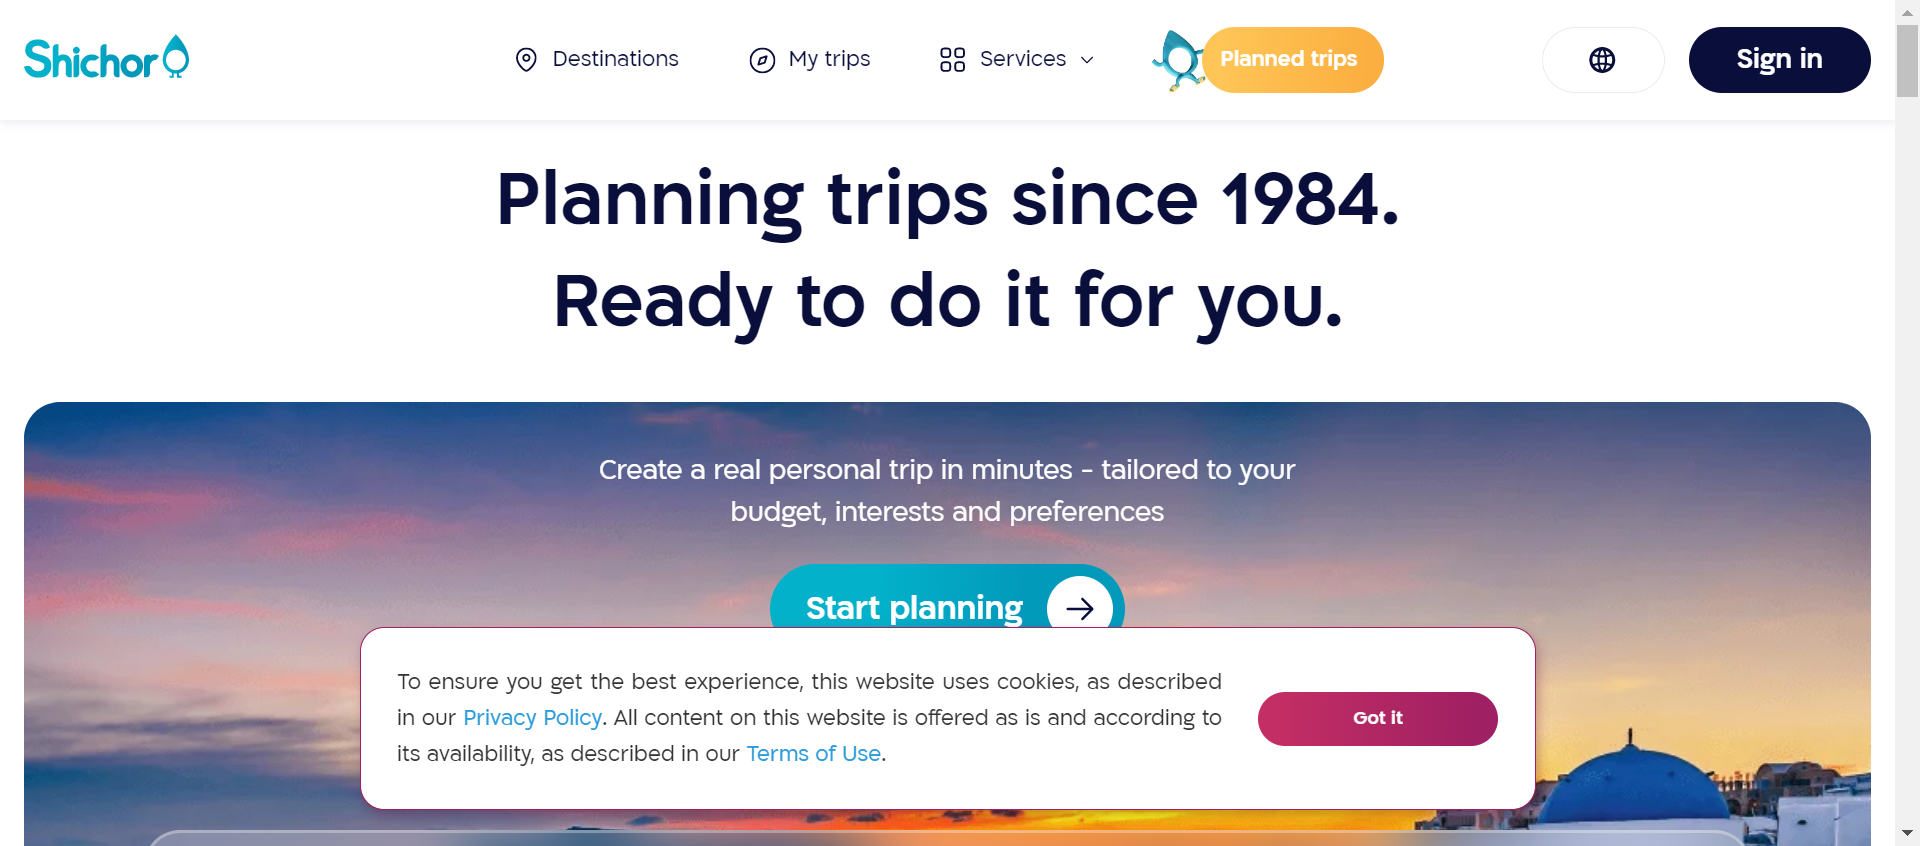 Shichor
Destinations
My trips
Services
Planned trips
Sign in
Planning trips since 1984.
Ready to do it for you.
Create a real personal trip in minutes - tailored to your
budget, interests and preferences
Start planning
To ensure you get the best experience, this website uses cookies, as described
in our Privacy Policy. All content on this website is offered as is and according to
its availability, as described in our Terms of Use.
Got it